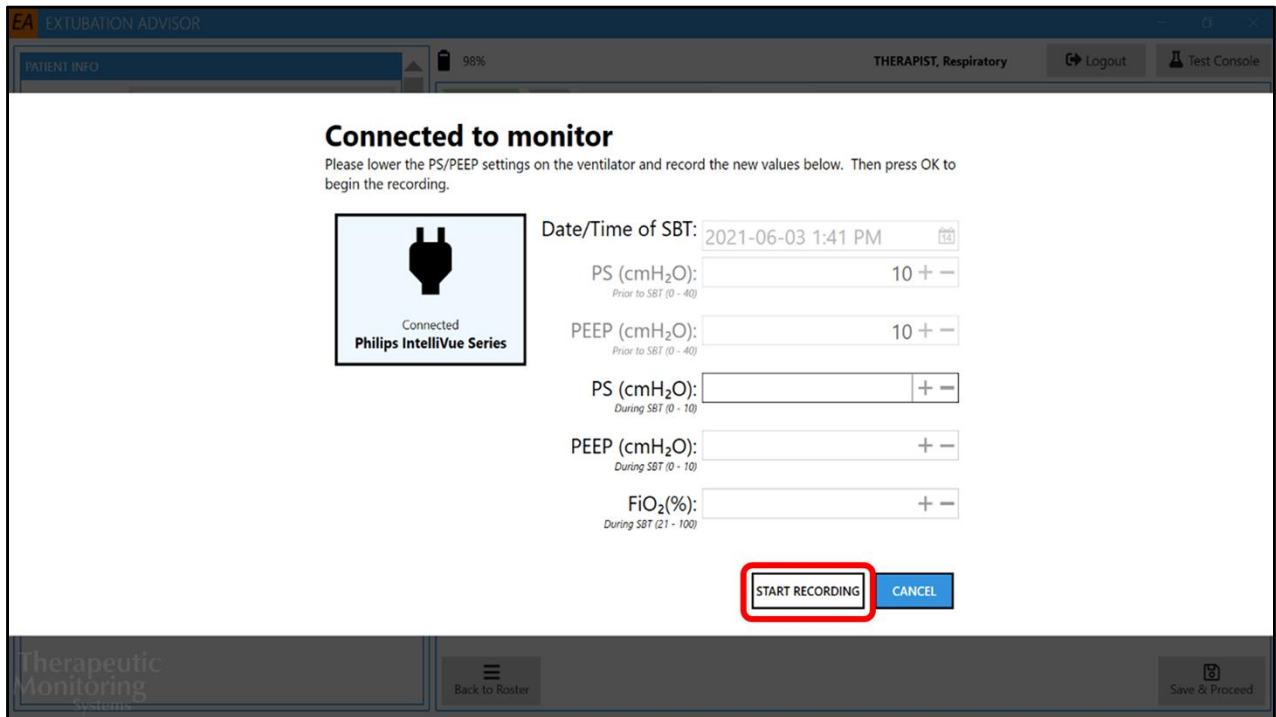 EA EXTUBATION ADVISOR
PATIENT INFO
98%
THERAPIST, Respiratory
Logout
Test Console
Connected to monitor
Please lower the PS/PEEP settings on the ventilator and record the new values below. Then press OK to
begin the recording.
Connected
Philips IntelliVue Series
Date/Time of SBT: 2021-06-03 1:41 PM 14
PS (cmH₂O): 10 + −
Prior to SBT (0 - 40)
PEEP (cmH₂O): 10 + −
Prior to SBT (0 - 40)
PS (cmH₂O): + −
During SBT (0 - 10)
PEEP (cmH₂O): + −
During SBT (0 - 10)
FiO₂(%): + −
During SBT (21 - 100)
START RECORDING
CANCEL
Therapeutic
Monitoring
Systems
Back to Roster
Save & Proceed